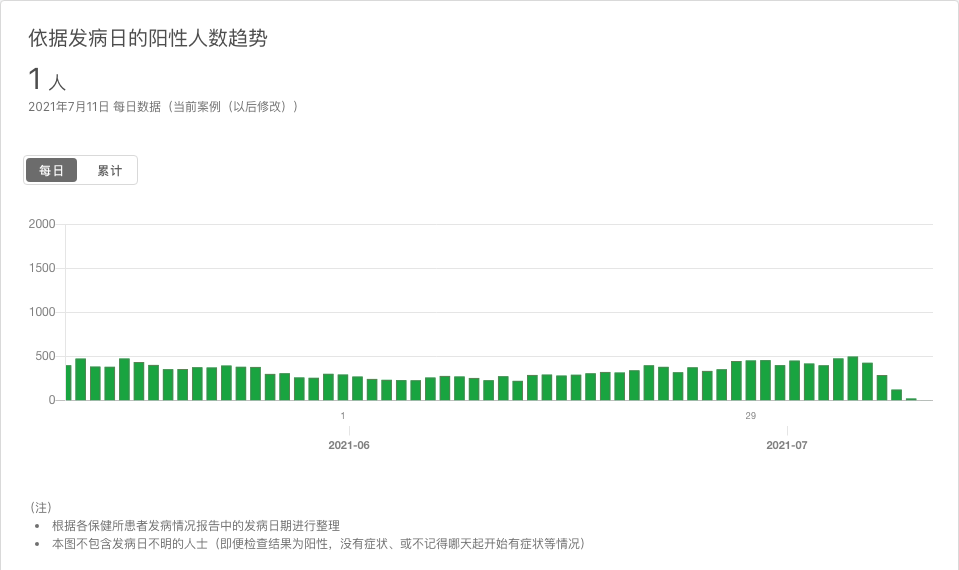 依据发病日的阳性人数趋势
1 人
2021年7月11日 每日数据（当前案例（以后修改））
每日 累计
2000
1500
1000
500
0
1 29
2021-06 2021-07
（注）
• 根据各保健所患者发病情况报告中的发病日期进行整理
• 本图不包含发病日不明的人士（即便检查结果为阳性，没有症状、或不记得哪天起开始有症状等情况）